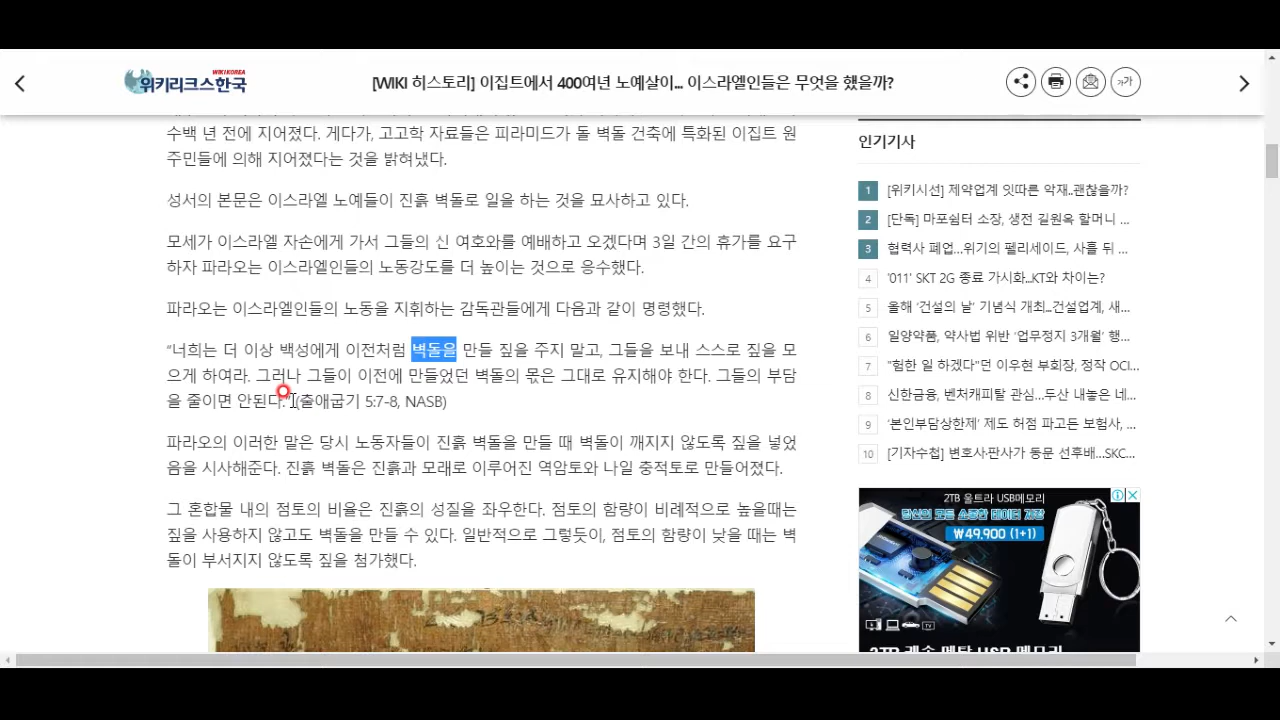 WIKI KOREA
위키리크스한국
[WIKI 히스토리] 이집트에서 400여년 노예살이... 이스라엘인들은 무엇을 했을까?
가가
수백 년 전에 지어졌다. 게다가, 고고학 자료들은 피라미드가 돌 벽돌 건축에 특화된 이집트 원
주민들에 의해 지어졌다는 것을 밝혀냈다.
성서의 본문은 이스라엘 노예들이 진흙 벽돌로 일을 하는 것을 묘사하고 있다.
모세가 이스라엘 자손에게 가서 그들의 신 여호와를 예배하고 오겠다며 3일 간의 휴가를 요구
하자 파라오는 이스라엘인들의 노동강도를 더 높이는 것으로 응수했다.
파라오는 이스라엘인들의 노동을 지휘하는 감독관들에게 다음과 같이 명령했다.
“너희는 더 이상 백성에게 이전처럼 벽돌을 만들 짚을 주지 말고, 그들을 보내 스스로 짚을 모
으게 하여라. 그러나 그들이 이전에 만들었던 벽돌의 몫은 그대로 유지해야 한다. 그들의 부담
을 줄이면 안된다.” (출애굽기 5:7-8, NASB)
파라오의 이러한 말은 당시 노동자들이 진흙 벽돌을 만들 때 벽돌이 깨지지 않도록 짚을 넣었
음을 시사해준다. 진흙 벽돌은 진흙과 모래로 이루어진 역암토와 나일 충적토로 만들어졌다.
그 혼합물 내의 점토의 비율은 진흙의 성질을 좌우한다. 점토의 함량이 비례적으로 높을때는
짚을 사용하지 않고도 벽돌을 만들 수 있다. 일반적으로 그렇듯이, 점토의 함량이 낮을 때는 벽
돌이 부서지지 않도록 짚을 첨가했다.
인기기사
1 [위키시선] 제약업계 잇따른 악재..괜찮을까?
2 [단독] 마포쉼터 소장, 생전 길원옥 할머니 ...
3 협력사 폐업...위기의 펠리세이드, 사흘 뒤 ...
4 '011' SKT 2G 종료 가시화...KT와 차이는?
5 올해 ‘건설의 날’ 기념식 개최...건설업계, 새...
6 일양약품, 약사법 위반 ‘업무정지 3개월’ 행...
7 "험한 일 하겠다"던 이우현 부회장, 정작 OCI...
8 신한금융, 벤처캐피탈 관심...두산 내놓은 네...
9 ‘본인부담상한제’ 제도 허점 파고든 보험사, ...
10 [기자수첩] 변호사·판사가 동문 선후배...SKC...
2TB 울트라 USB메모리
당신의 모든 소중한 데이터 저장
₩49,900 (1+1)